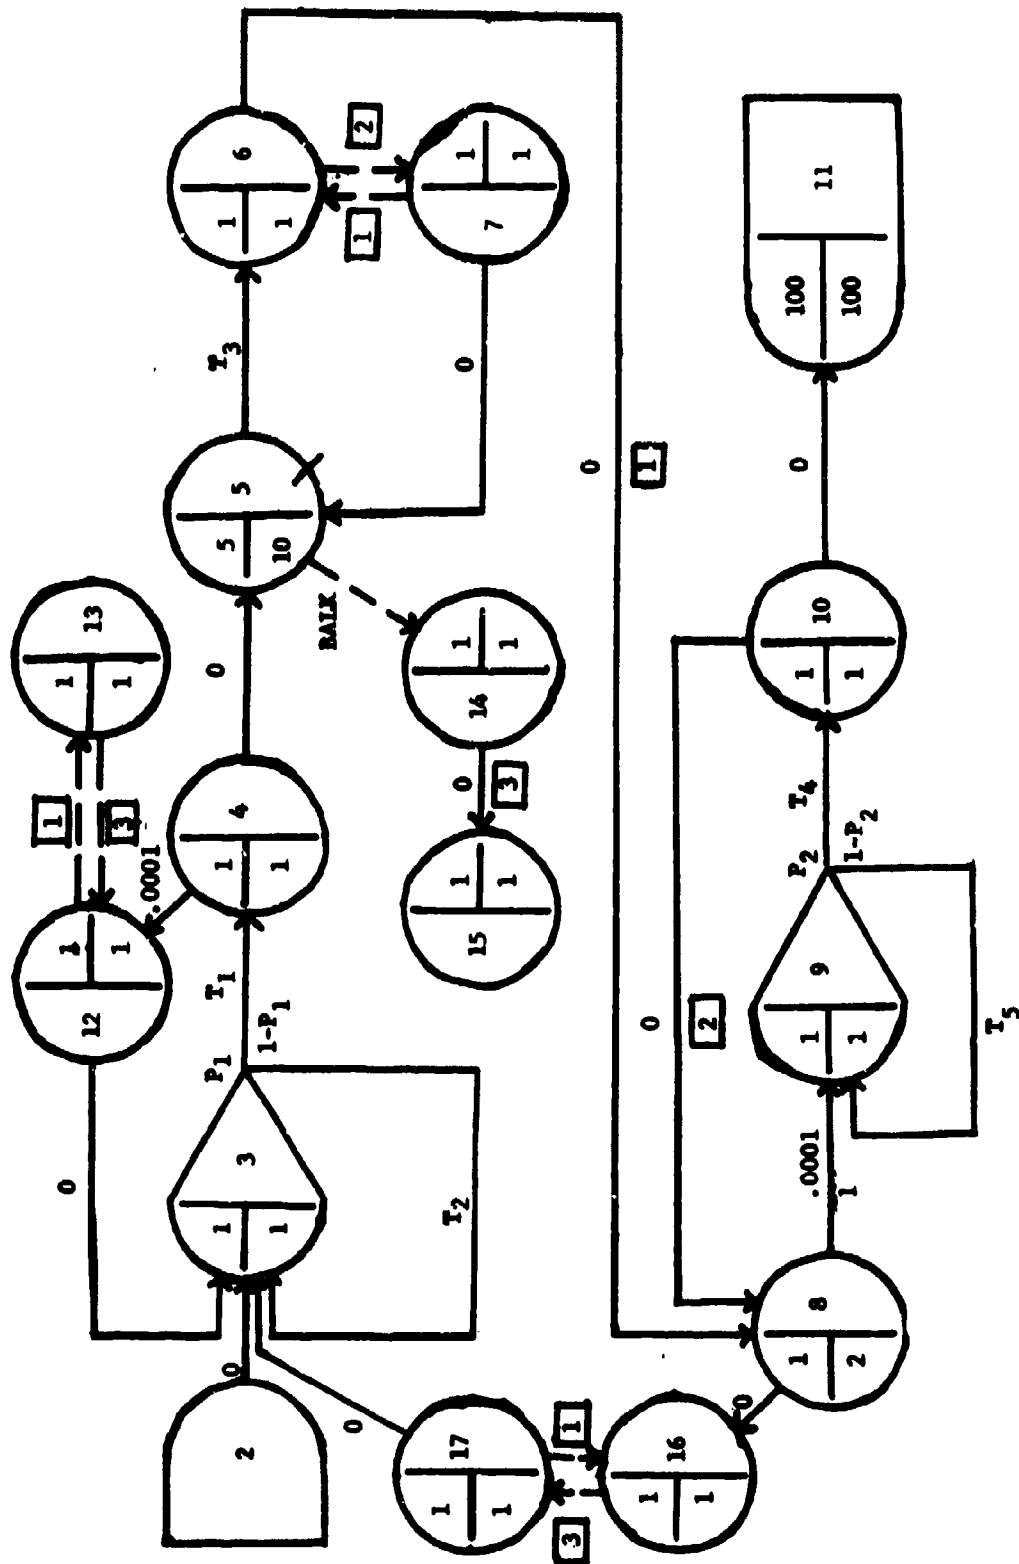 1
0 1 1
12 3 13
1 1
.0001
1 P₁ T₁ 1 0 5 T₃ 1
0
2 3 4 5 6
1 1-P₁ 1 10 1
BALK
0 1 2
1 T₂ 1 0 1 0 1
17 15 14 7
1 1 3 1 1
3 1
0
1 0 1
16 2
1
0
1 1 .0001 1 P₂ T₄ 1 0 100
8 9 10 11
2 1 1 1-P₂ 1 100
T₅